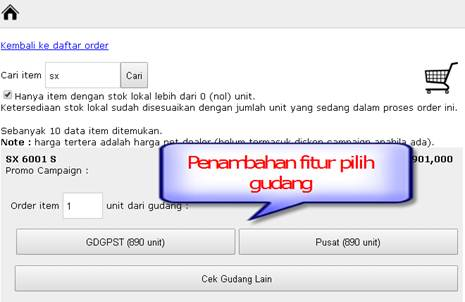 Kembali ke daftar order
Cari item sx Cari
Hanya item dengan stok lokal lebih dari 0 (nol) unit.
Ketersediaan stok lokal sudah disesuaikan dengan jumlah unit yang sedang dalam proses order ini.
Sebanyak 10 data item ditemukan.
Note : harga tertera adalah harga net dealer (belum termasuk diskon campaign apabila ada).
SX 6001 S 901,000
Promo Campaign :
Penambahan fitur pilih
gudang
Order item 1 unit dari gudang :
GDGPST (890 unit) Pusat (890 unit)
Cek Gudang Lain